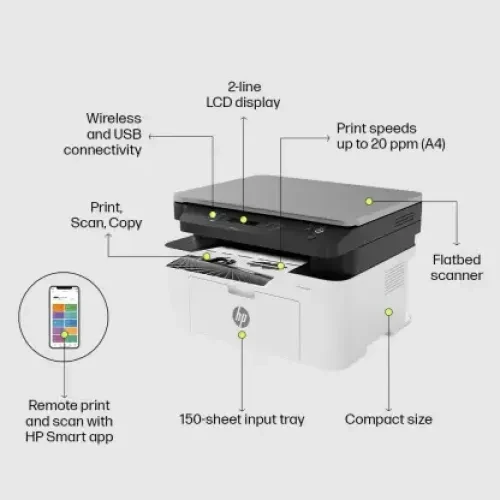 2-line
LCD display
Wireless
and USB
connectivity
Print speeds
up to 20 ppm (A4)
Print,
Scan, Copy
Flatbed
scanner
hp
Remote print
and scan with
HP Smart app
150-sheet input tray
Compact size